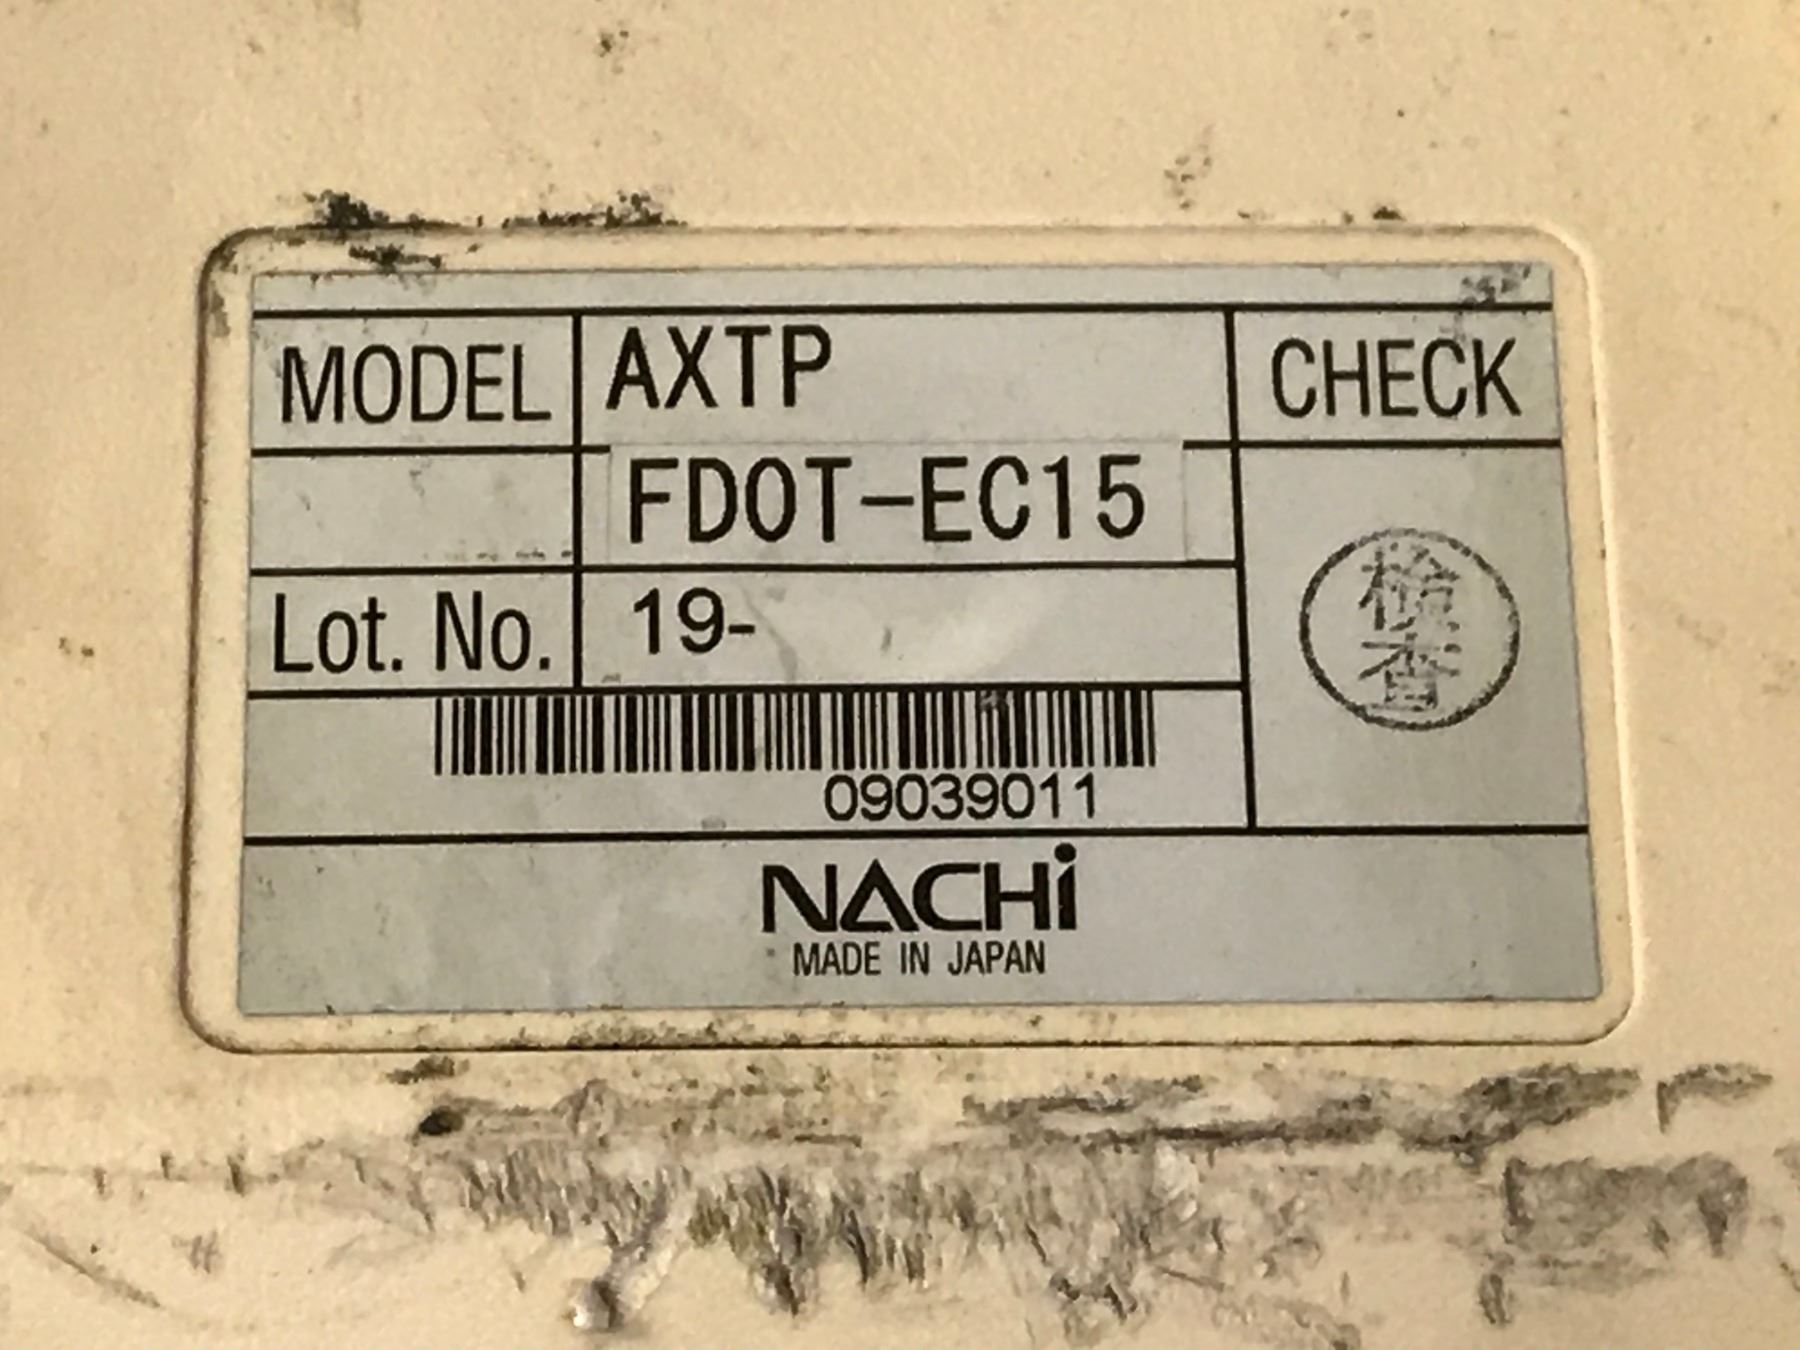 MODEL AXTP CHECK
FDOT-EC15
Lot. No. 19-
検査
09039011
NACHi
MADE IN JAPAN